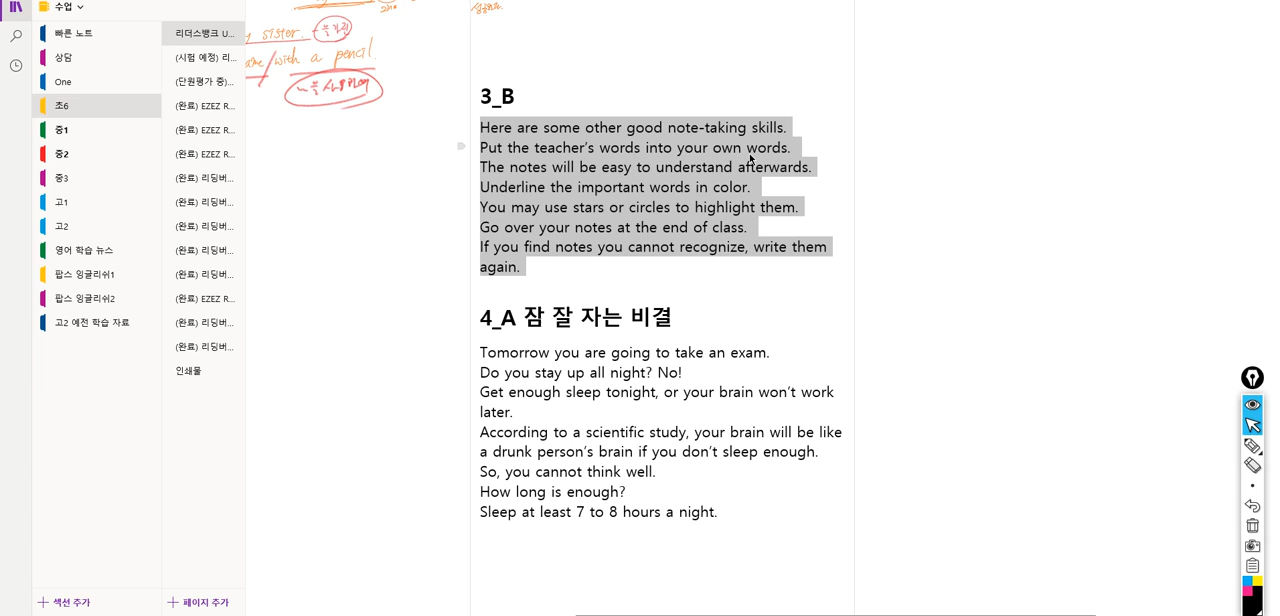 수업
빠른 노트
상담
One
초6
중1
중2
중3
고1
고2
영어 학습 뉴스
팝스 잉글리쉬1
팝스 잉글리쉬2
고2 예전 학습 자료
섹션 추가
리더스뱅크 U...
(시험 예정) 리...
(단원평가 중)...
(완료) EZEZ R...
(완료) EZEZ R...
(완료) EZEZ R...
(완료) 리딩버...
(완료) 리딩버...
(완료) 리딩버...
(완료) 리딩버...
(완료) 리딩버...
(완료) EZEZ R...
(완료) 리딩버...
(완료) 리딩버...
인쇄물
페이지 추가
sister.
with a pencil.
3_B
Here are some other good note-taking skills.
Put the teacher's words into your own words.
The notes will be easy to understand afterwards.
Underline the important words in color.
You may use stars or circles to highlight them.
Go over your notes at the end of class.
If you find notes you cannot recognize, write them
again.
4_A 잠 잘 자는 비결
Tomorrow you are going to take an exam.
Do you stay up all night? No!
Get enough sleep tonight, or your brain won't work
later.
According to a scientific study, your brain will be like
a drunk person's brain if you don't sleep enough.
So, you cannot think well.
How long is enough?
Sleep at least 7 to 8 hours a night.